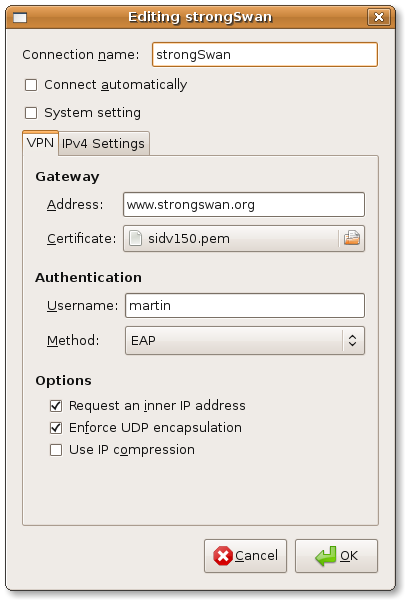 Editing strongSwan
Connection name: strongSwan
Connect automatically
System setting
VPN IPv4 Settings
Gateway
Address: www.strongswan.org
Certificate: sidv150.pem
Authentication
Username: martin
Method: EAP
Options
Request an inner IP address
Enforce UDP encapsulation
Use IP compression
Cancel OK